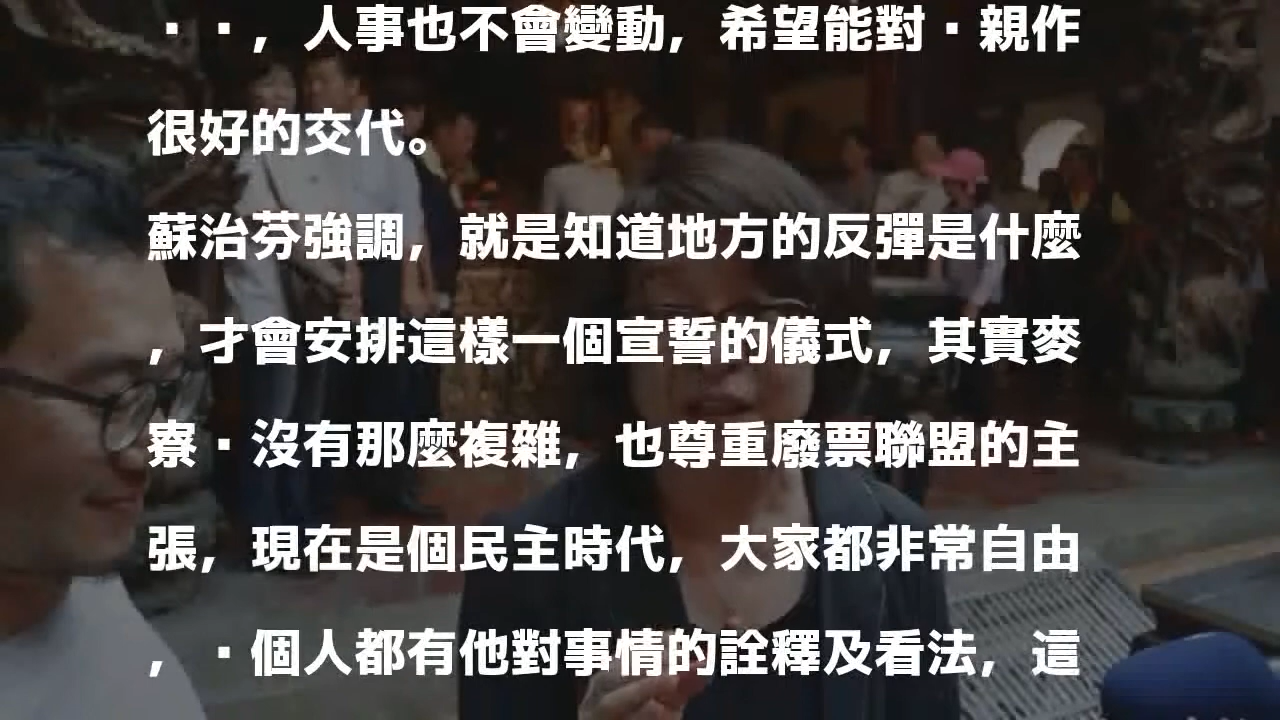 ··，人事也不會變動，希望能對·親作
很好的交代。
蘇治芬強調，就是知道地方的反彈是什麼
，才會安排這樣一個宣誓的儀式，其實麥
寮·沒有那麼複雜，也尊重廢票聯盟的主
張，現在是個民主時代，大家都非常自由
，·個人都有他對事情的詮釋及看法，這